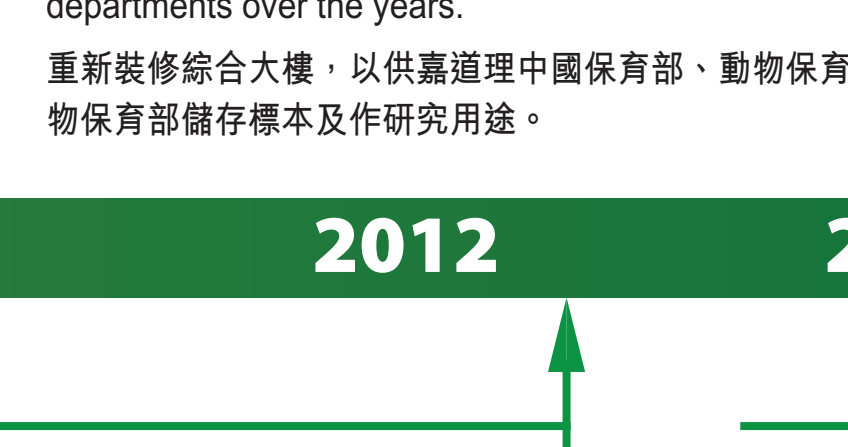 departments over the years.
重新裝修綜合大樓，以供嘉道理中國保育部、動物保育
物保育部儲存標本及作研究用途。
2012